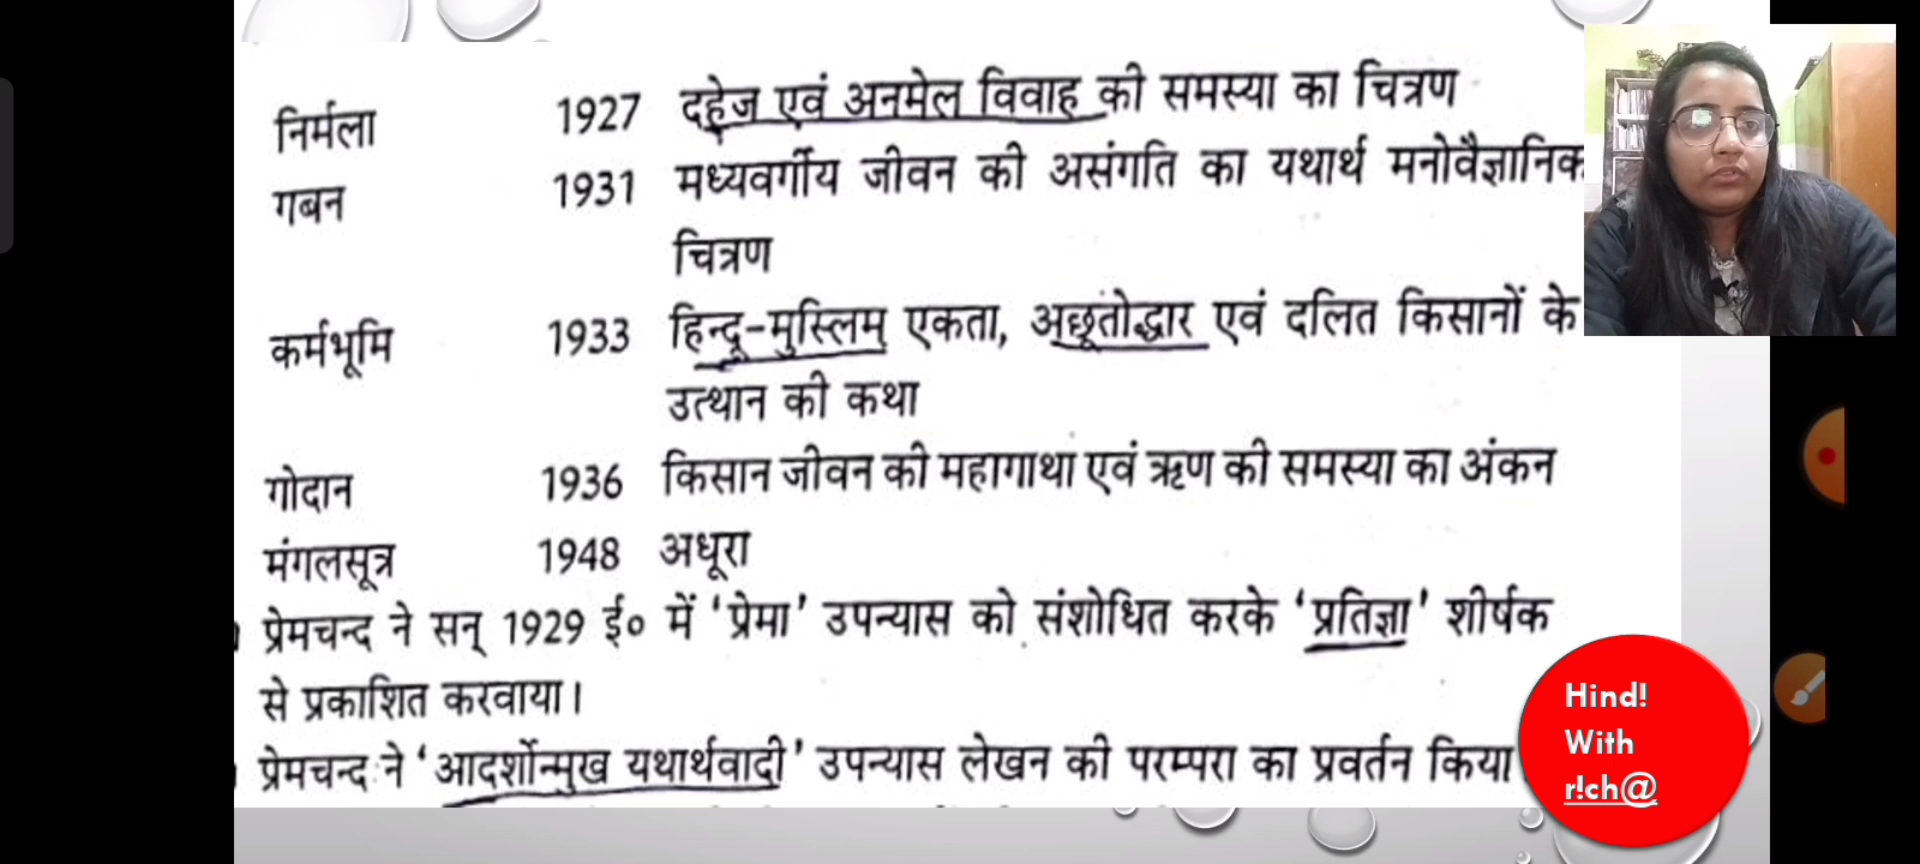 निर्मला 1927 दहेज एवं अनमेल विवाह की समस्या का चित्रण
गबन 1931 मध्यवर्गीय जीवन की असंगति का यथार्थ मनोवैज्ञानिक
चित्रण
कर्मभूमि 1933 हिन्दू-मुस्लिम एकता, अछूतोद्धार एवं दलित किसानों के
उत्थान की कथा
गोदान 1936 किसान जीवन की महागाथा एवं ऋण की समस्या का अंकन
मंगलसूत्र 1948 अधूरा
प्रेमचन्द ने सन् 1929 ई० में ‘प्रेमा’ उपन्यास को संशोधित करके ‘प्रतिज्ञा’ शीर्षक
से प्रकाशित करवाया।
प्रेमचन्द ने ‘आदर्शोन्मुख यथार्थवादी’ उपन्यास लेखन की परम्परा का प्रवर्तन किया
Hind!
With
r!ch@